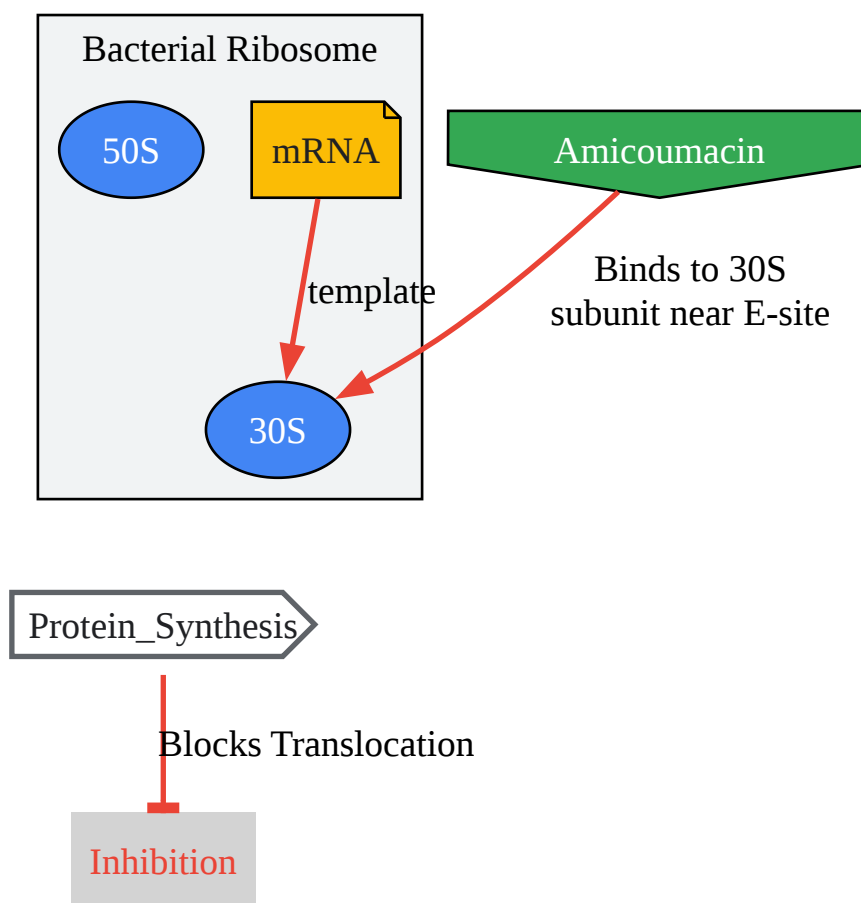 Bacterial Ribosome
50S
mRNA
Amicoumacin
template
Binds to 30S
subunit near E-site
30S
Protein_Synthesis
Blocks Translocation
Inhibition